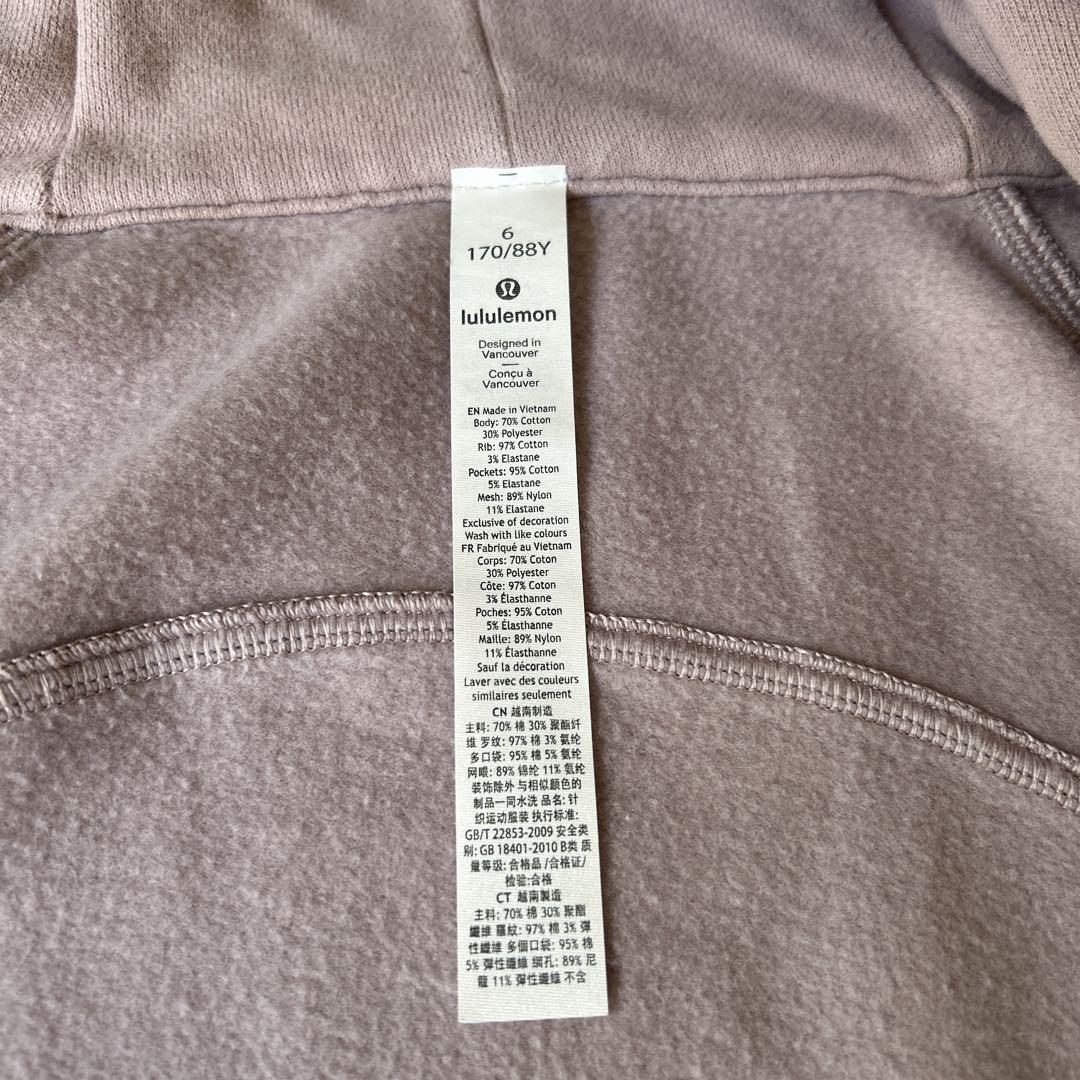 6
170/88Y
lululemon
Designed in
Vancouver
Conçu à
Vancouver
EN Made in Vietnam
Body: 70% Cotton
30% Polyester
Rib: 97% Cotton
3% Elastane
Pockets: 95% Cotton
5% Elastane
Mesh: 89% Nylon
11% Elastane
Exclusive of decoration
Wash with like colours
FR Fabriqué au Vietnam
Corps: 70% Coton
30% Polyester
Côte: 97% Coton
3% Élasthanne
Poches: 95% Coton
5% Élasthanne
Maille: 89% Nylon
11% Élasthanne
Sauf la décoration
Laver avec des couleurs
similaires seulement
CN 越南制造
主料: 70% 棉 30% 聚酯纤
维 罗纹: 97% 棉 3% 氨纶
多口袋: 95% 棉 5% 氨纶
网眼: 89% 锦纶 11% 氨纶
装饰除外 与相似颜色的
制品一同水洗 品名: 针
织运动服装 执行标准:
GB/T 22853-2009 安全类
别: GB 18401-2010 B类 质
量等级: 合格品 /合格证/
检验:合格
CT 越南製造
主料: 70% 棉 30% 聚酯
纖維 羅紋: 97% 棉 3% 彈
性纖維 多個口袋: 95% 棉
5% 彈性纖維 網孔: 89% 尼
龍 11% 彈性纖維 不含